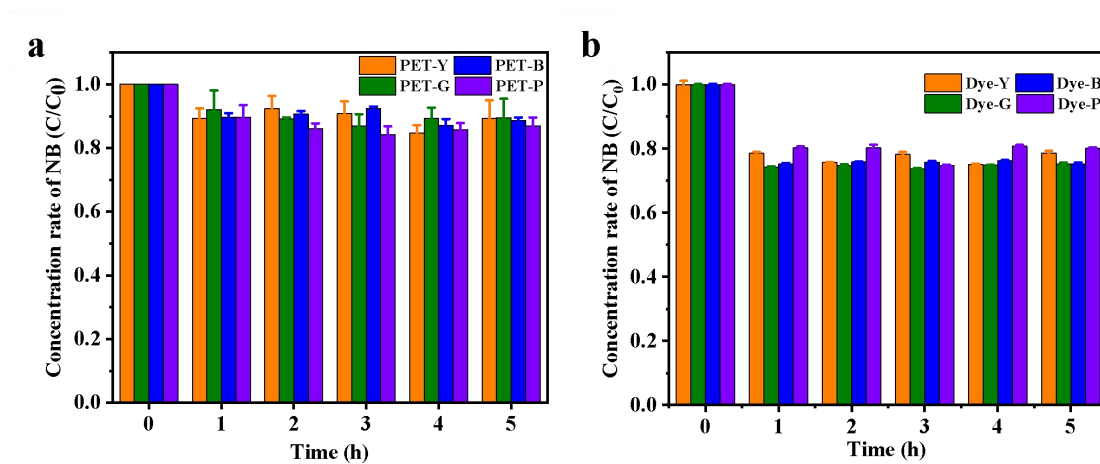 a
PET-Y PET-B
PET-G PET-P
Concentration rate of NB (C/C0)
1.0
0.8
0.6
0.4
0.2
0.0
0 1 2 3 4 5
Time (h)
b
Dye-Y Dye-B
Dye-G Dye-P
Concentration rate of NB (C/C0)
1.0
0.8
0.6
0.4
0.2
0.0
0 1 2 3 4 5
Time (h)